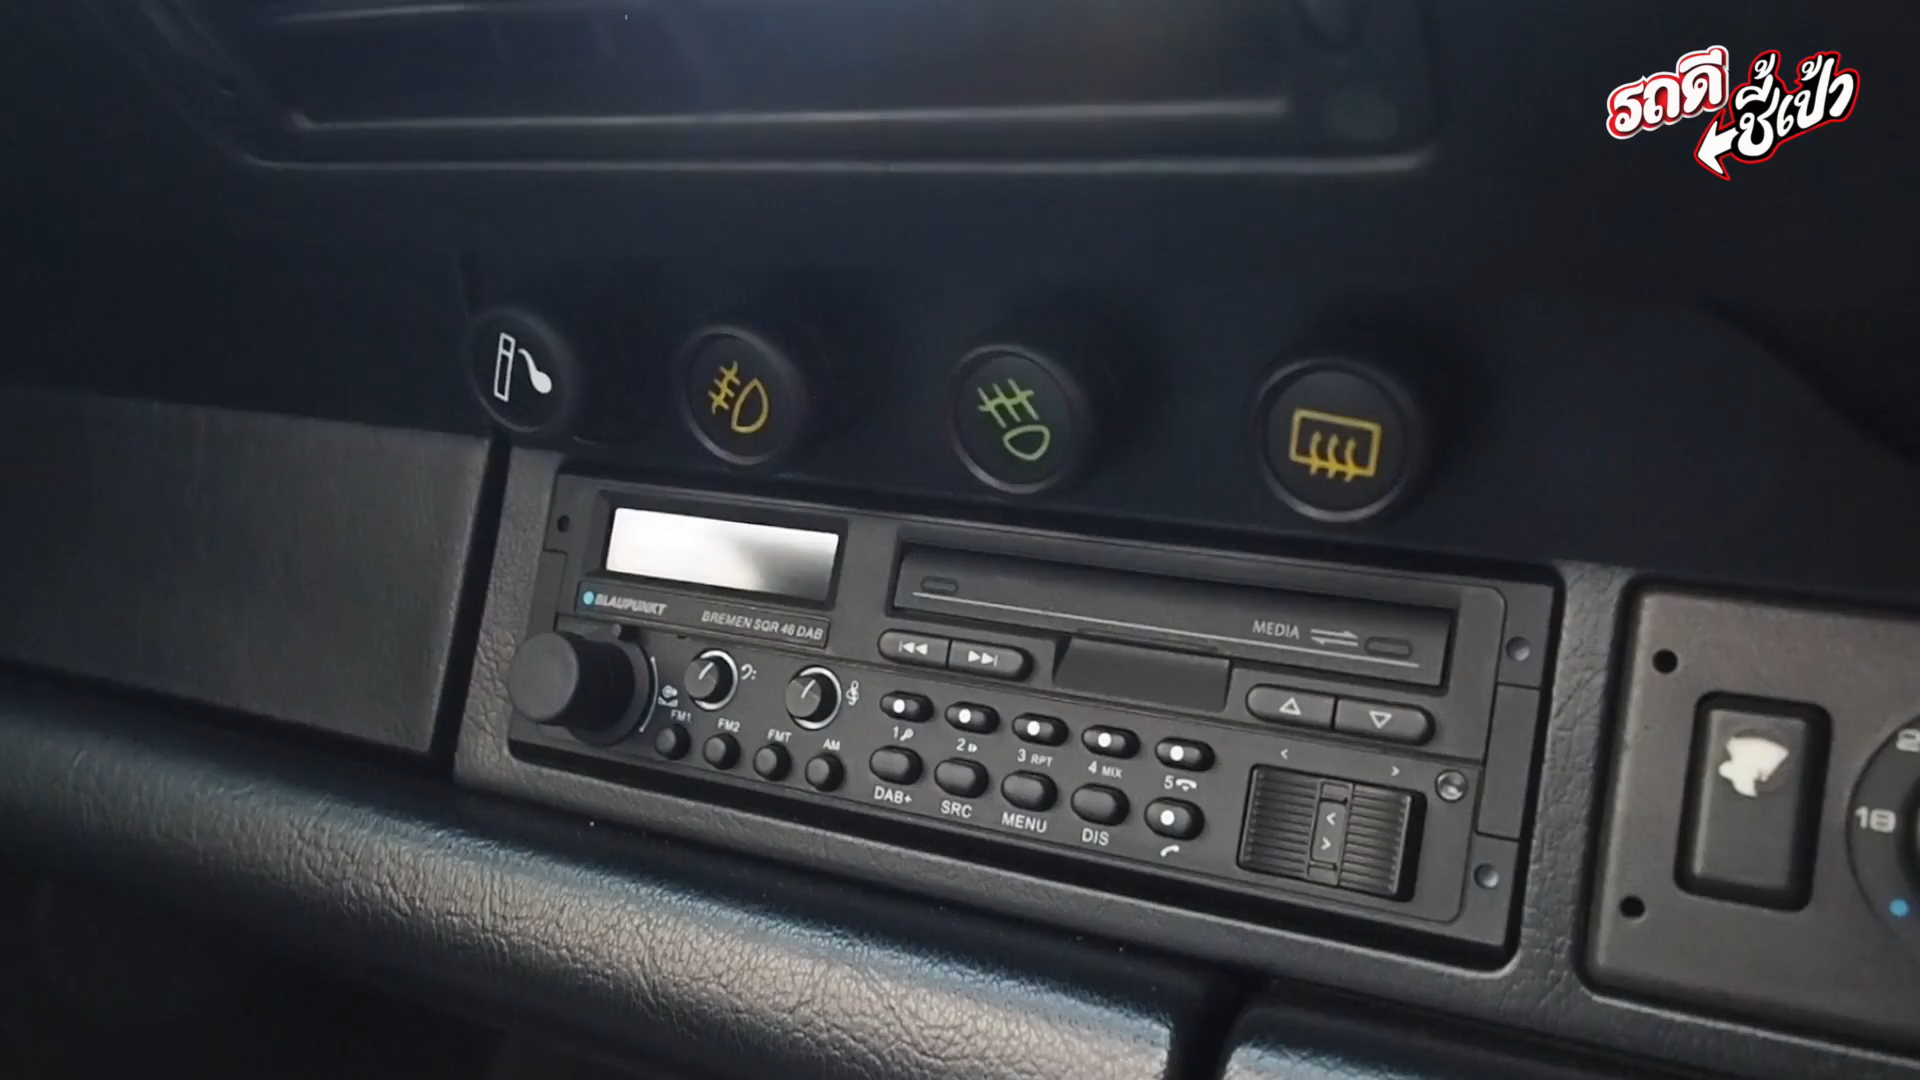 รถดี
ชี้เป้า
BLAUPUNKT
BREMEN SQR 46 DAB
MEDIA
FM1
FM2
FMT
AM
1
2
3 RPT
4 MIX
5
DAB+
SRC
MENU
DIS
18